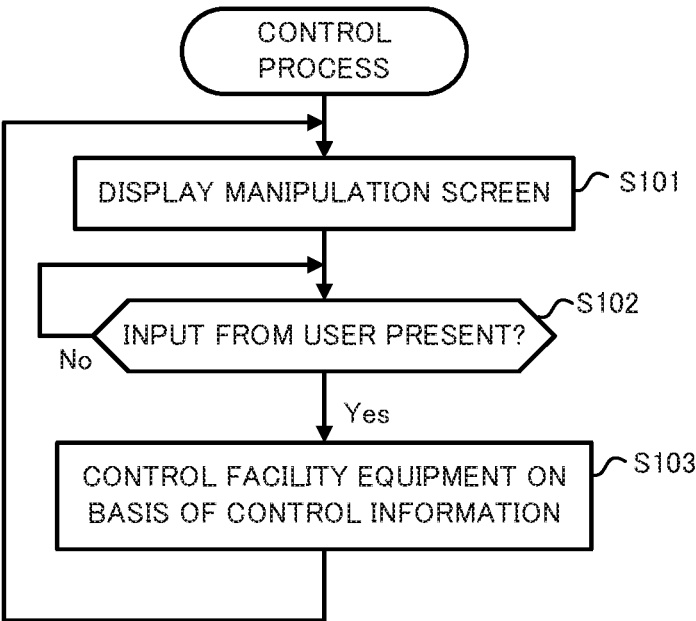 CONTROL
PROCESS
DISPLAY MANIPULATION SCREEN
S101
INPUT FROM USER PRESENT?
S102
No
Yes
CONTROL FACILITY EQUIPMENT ON
BASIS OF CONTROL INFORMATION
S103